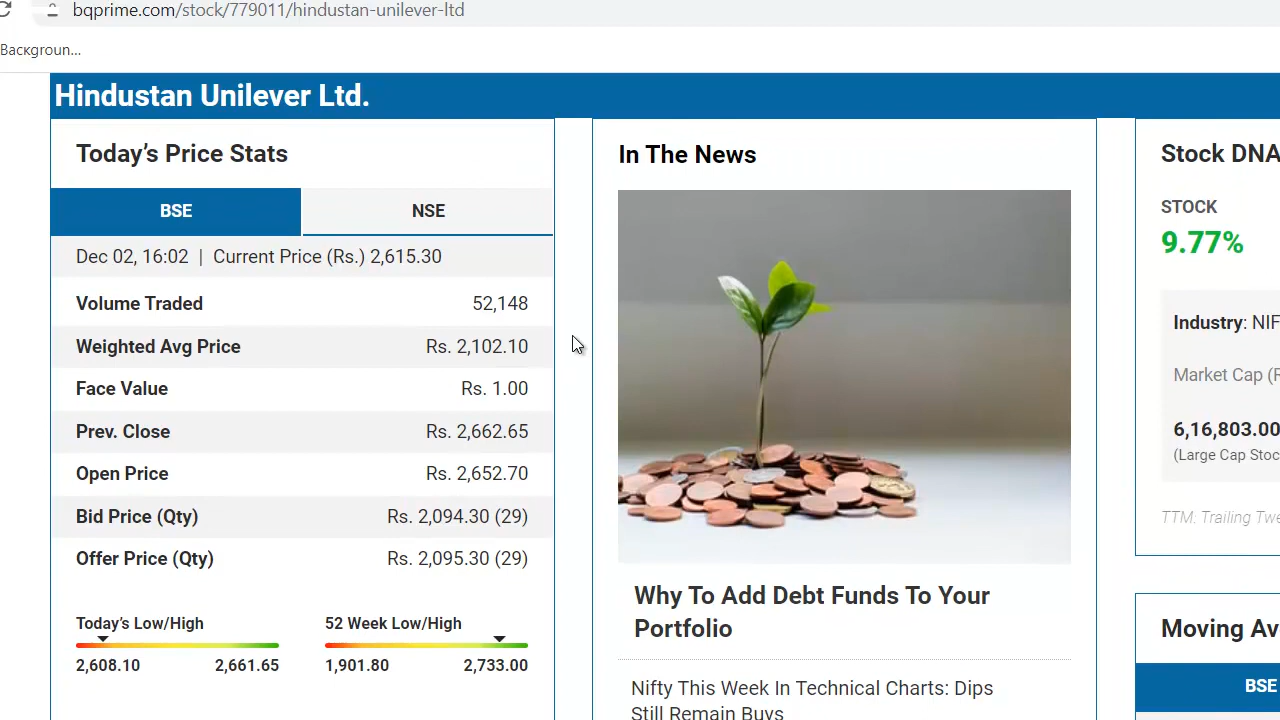 bqprime.com/stock/779011/hindustan-unilever-ltd
Backgroun...
Hindustan Unilever Ltd.
Today's Price Stats
BSE NSE
Dec 02, 16:02 | Current Price (Rs.) 2,615.30
Volume Traded 52,148
Weighted Avg Price Rs. 2,102.10
Face Value Rs. 1.00
Prev. Close Rs. 2,662.65
Open Price Rs. 2,652.70
Bid Price (Qty) Rs. 2,094.30 (29)
Offer Price (Qty) Rs. 2,095.30 (29)
Today's Low/High 52 Week Low/High
2,608.10 2,661.65 1,901.80 2,733.00
In The News
Why To Add Debt Funds To Your
Portfolio
Nifty This Week In Technical Charts: Dips
Still Remain Buys
Stock DNA
STOCK
9.77%
Industry: NIF
Market Cap (R
6,16,803.00
(Large Cap Stoc
TTM: Trailing Twe
Moving Av
BSE